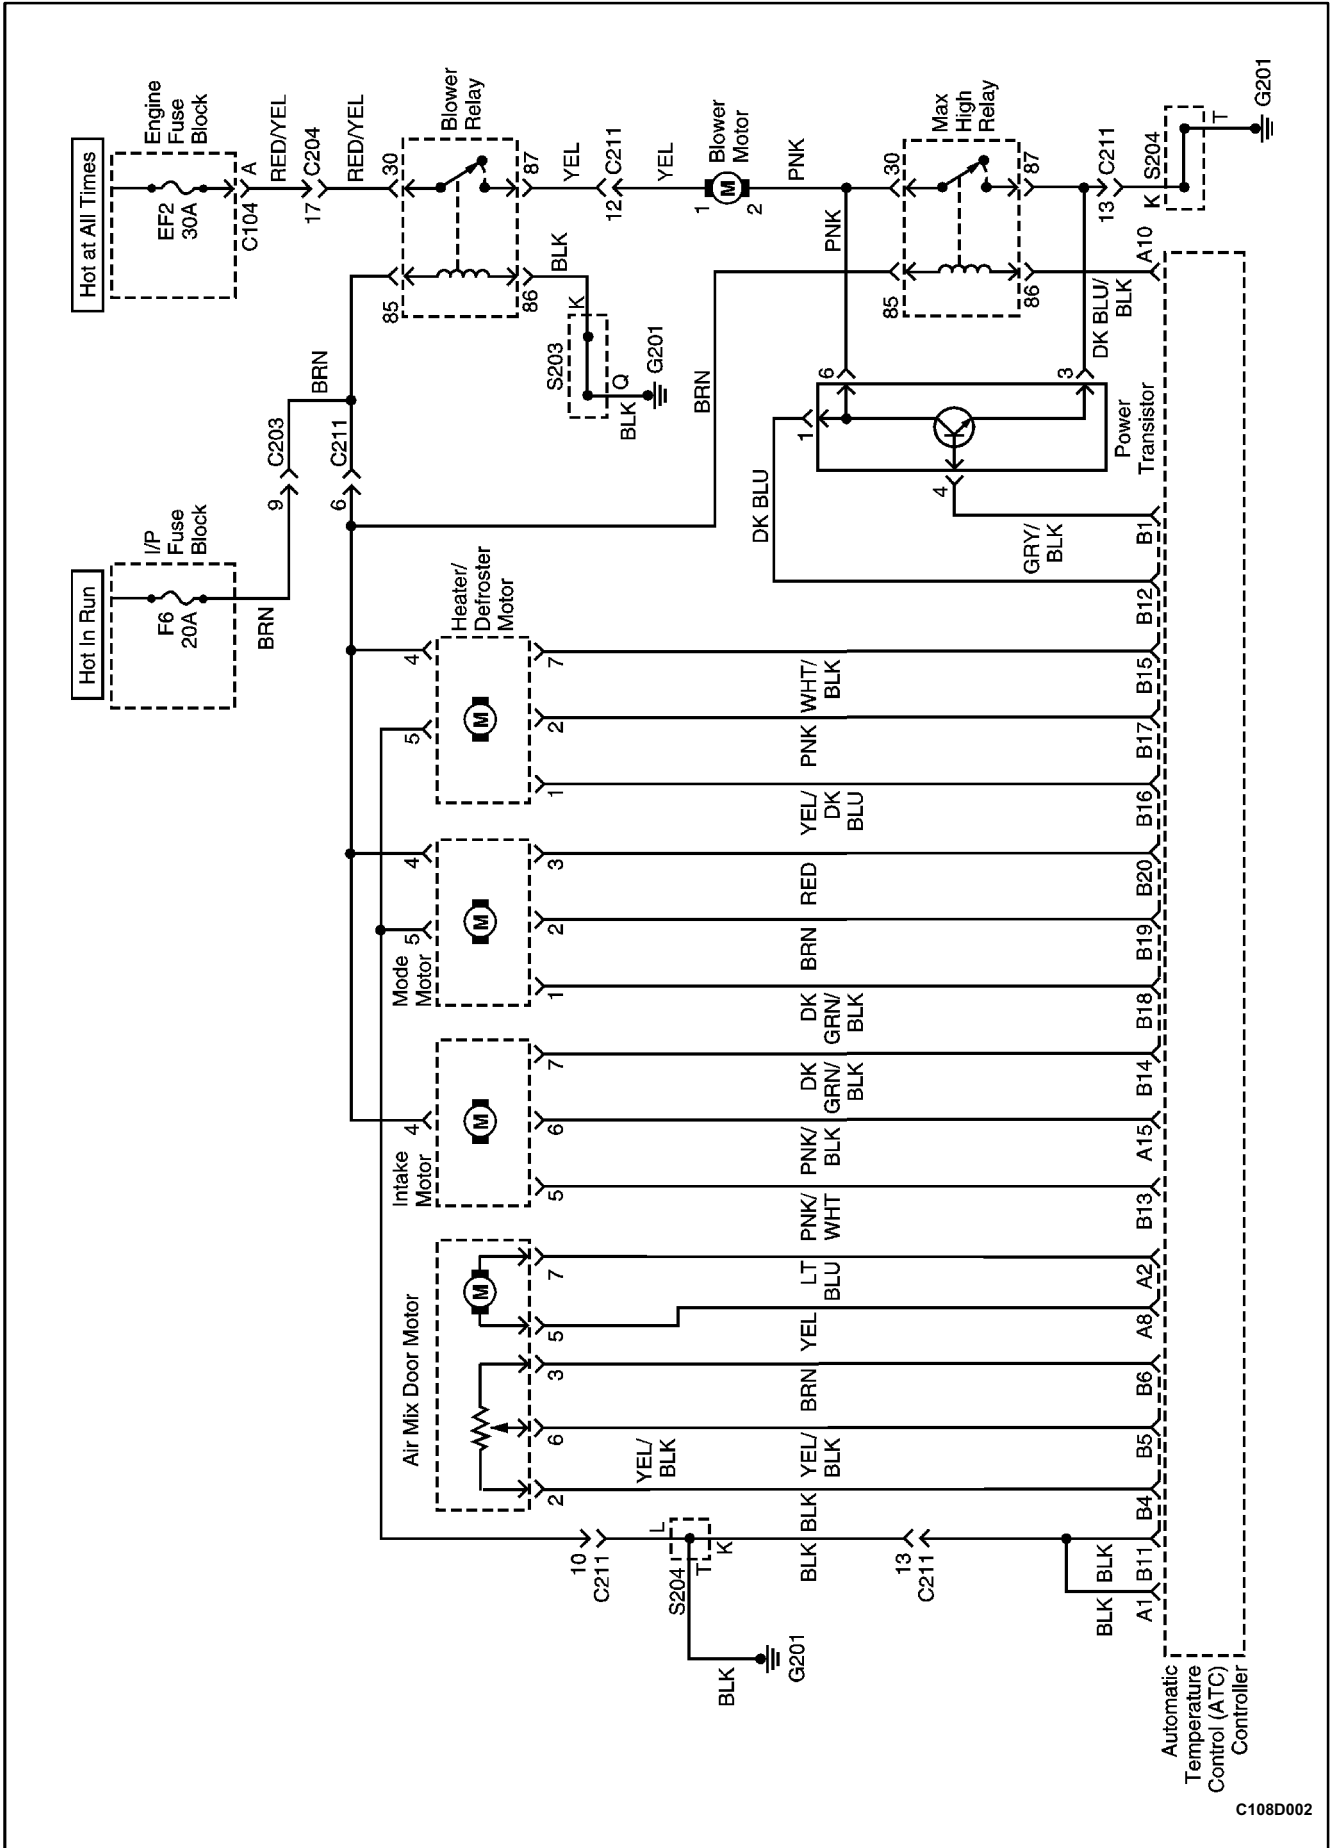 Hot at All Times
Engine
Fuse
Block
EF2
30A
A
C104
RED/YEL
17
C204
RED/YEL
Blower
Relay
30
87
85
86
YEL
12
C211
YEL
Blower
Motor
1
M
2
PNK
PNK
Max
High
Relay
30
87
85
86
13
C211
K
S204
T
G201
BLK
K
S203
Q
BLK
G201
BRN
Hot In Run
I/P
Fuse
Block
F6
20A
BRN
9
C203
6
C211
BRN
DK BLU
1
6
3
4
Power
Transistor
DK BLU/
BLK
GRY/
BLK
Heater/
Defroster
Motor
4
5
M
7
2
1
WHT/
BLK
PNK
YEL/
DK
BLU
Mode
Motor
4
5
M
3
2
1
RED
BRN
DK
GRN/
BLK
Intake
Motor
4
M
7
6
5
DK
GRN/
BLK
PNK/
BLK
PNK/
WHT
Air Mix Door Motor
M
7
5
3
6
2
LT
BLU
YEL
BRN
YEL/
BLK
YEL/
BLK
BLK
10
C211
L
S204
T
K
BLK
G201
BLK
13
C211
BLK
BLK
A10
B1
B12
B15
B17
B16
B20
B19
B18
B14
A15
B13
A2
A8
B6
B5
B4
B11
A1
Automatic
Temperature
Control (ATC)
Controller
C108D002